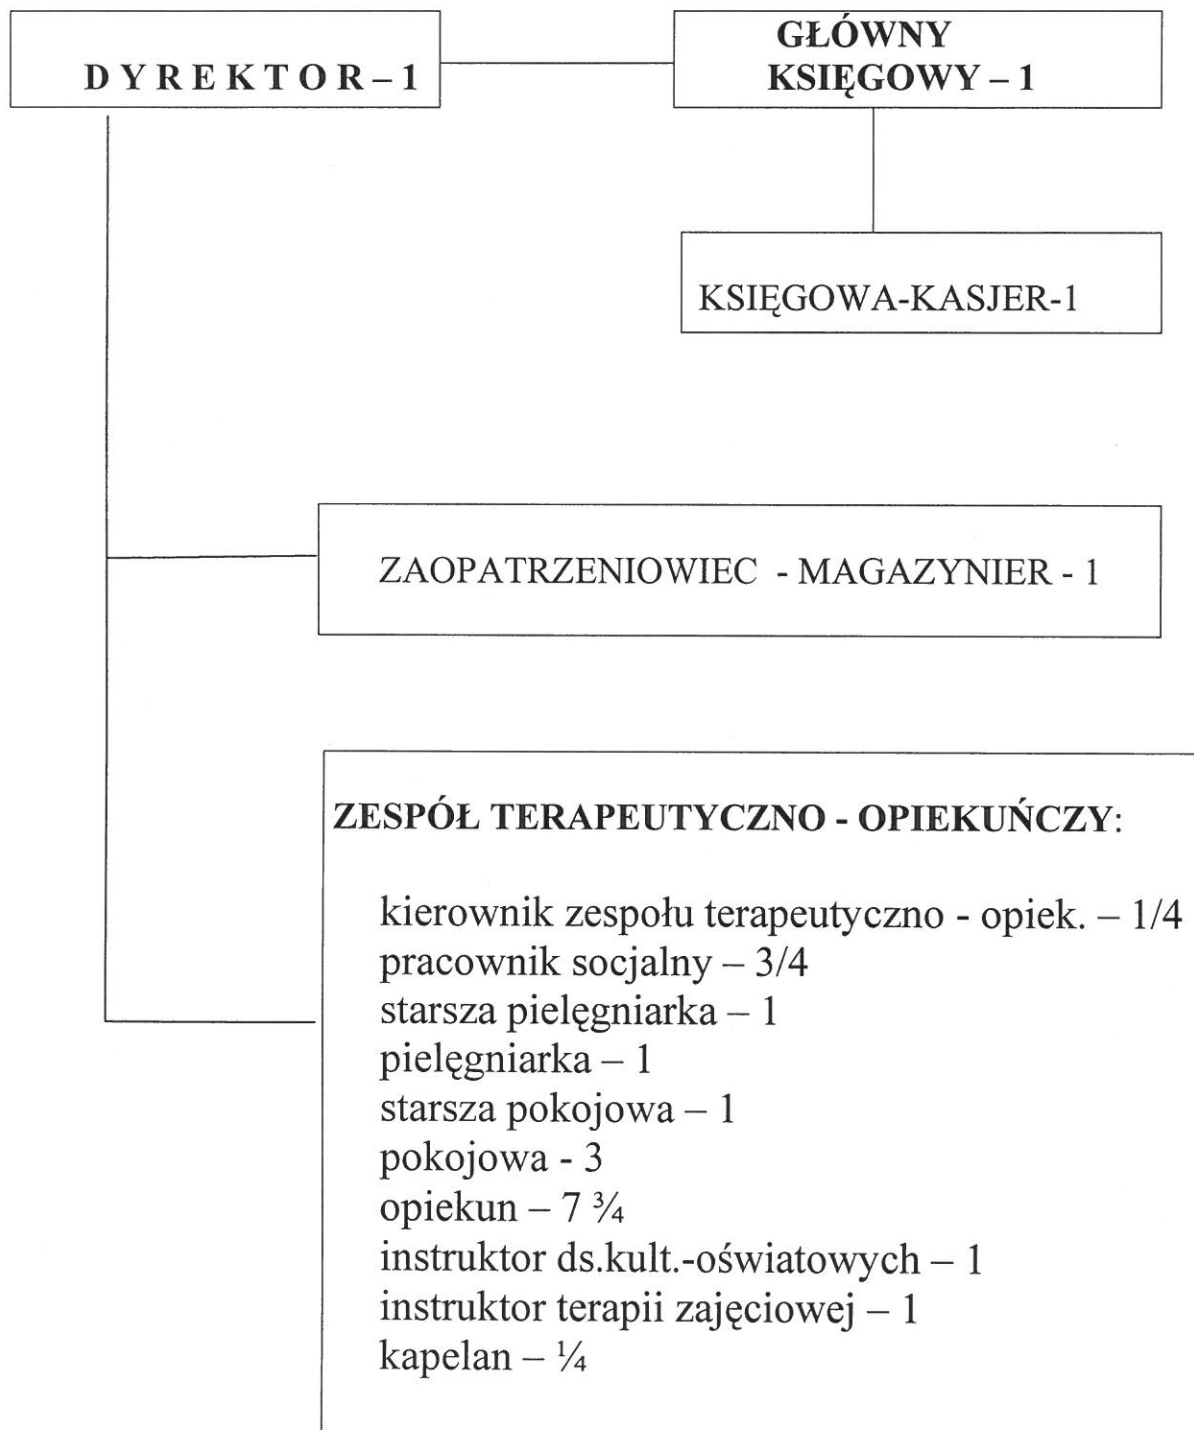 DYREKTOR – 1
GŁÓWNY
KSIĘGOWY – 1
KSIĘGOWA-KASJER-1
ZAOPATRZENIOWIEC - MAGAZYNIER - 1
ZESPÓŁ TERAPEUTYCZNO - OPIEKUŃCZY:
kierownik zespołu terapeutyczno - opiek. – 1/4
pracownik socjalny – 3/4
starsza pielęgniarka – 1
pielęgniarka – 1
starsza pokojowa – 1
pokojowa - 3
opiekun – 7 ¾
instruktor ds.kult.-oświatowych – 1
instruktor terapii zajęciowej – 1
kapelan – ¼